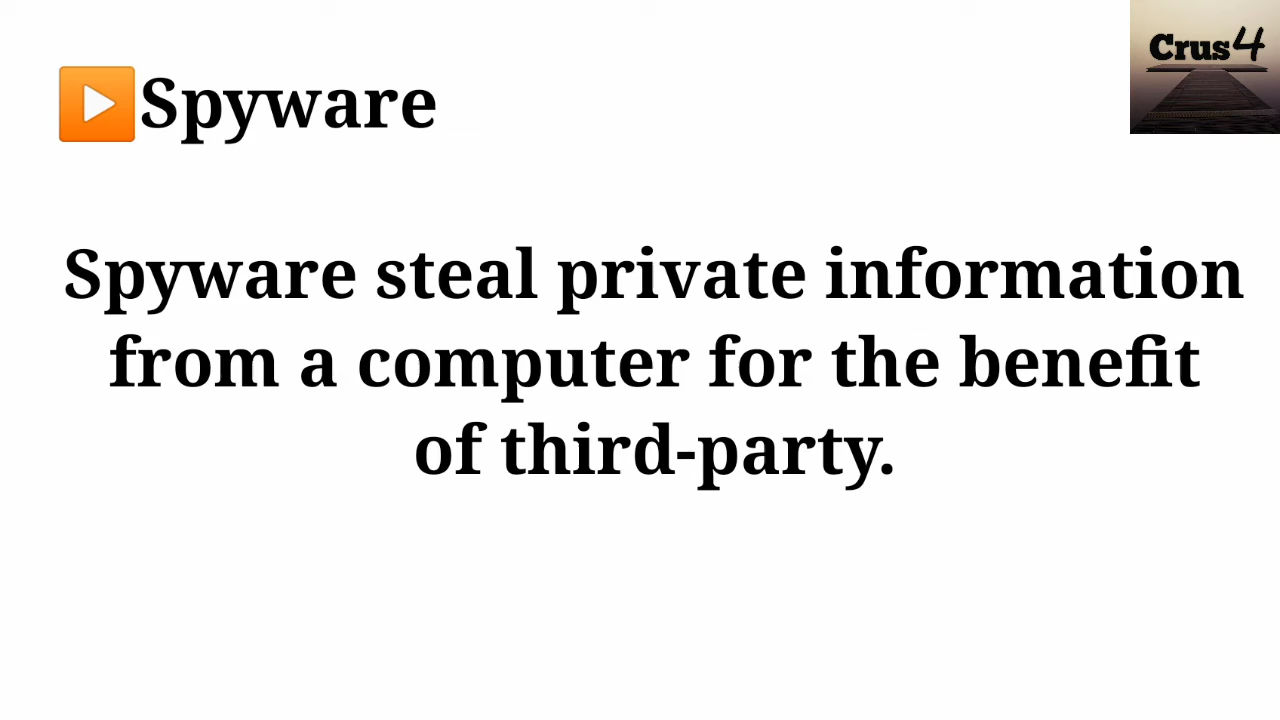 Crus4
▶️Spyware
Spyware steal private information
from a computer for the benefit
of third-party.